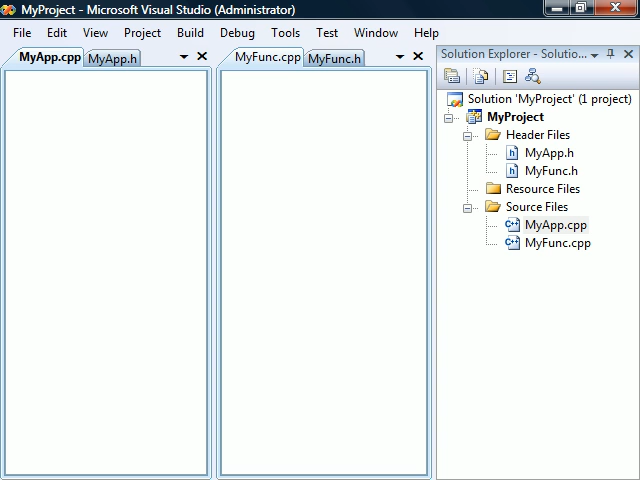 MyProject - Microsoft Visual Studio (Administrator)
File Edit View Project Build Debug Tools Test Window Help
MyApp.cpp MyApp.h
MyFunc.cpp MyFunc.h
Solution Explorer - Solutio...
Solution 'MyProject' (1 project)
MyProject
Header Files
h MyApp.h
h MyFunc.h
Resource Files
Source Files
C++ MyApp.cpp
C++ MyFunc.cpp